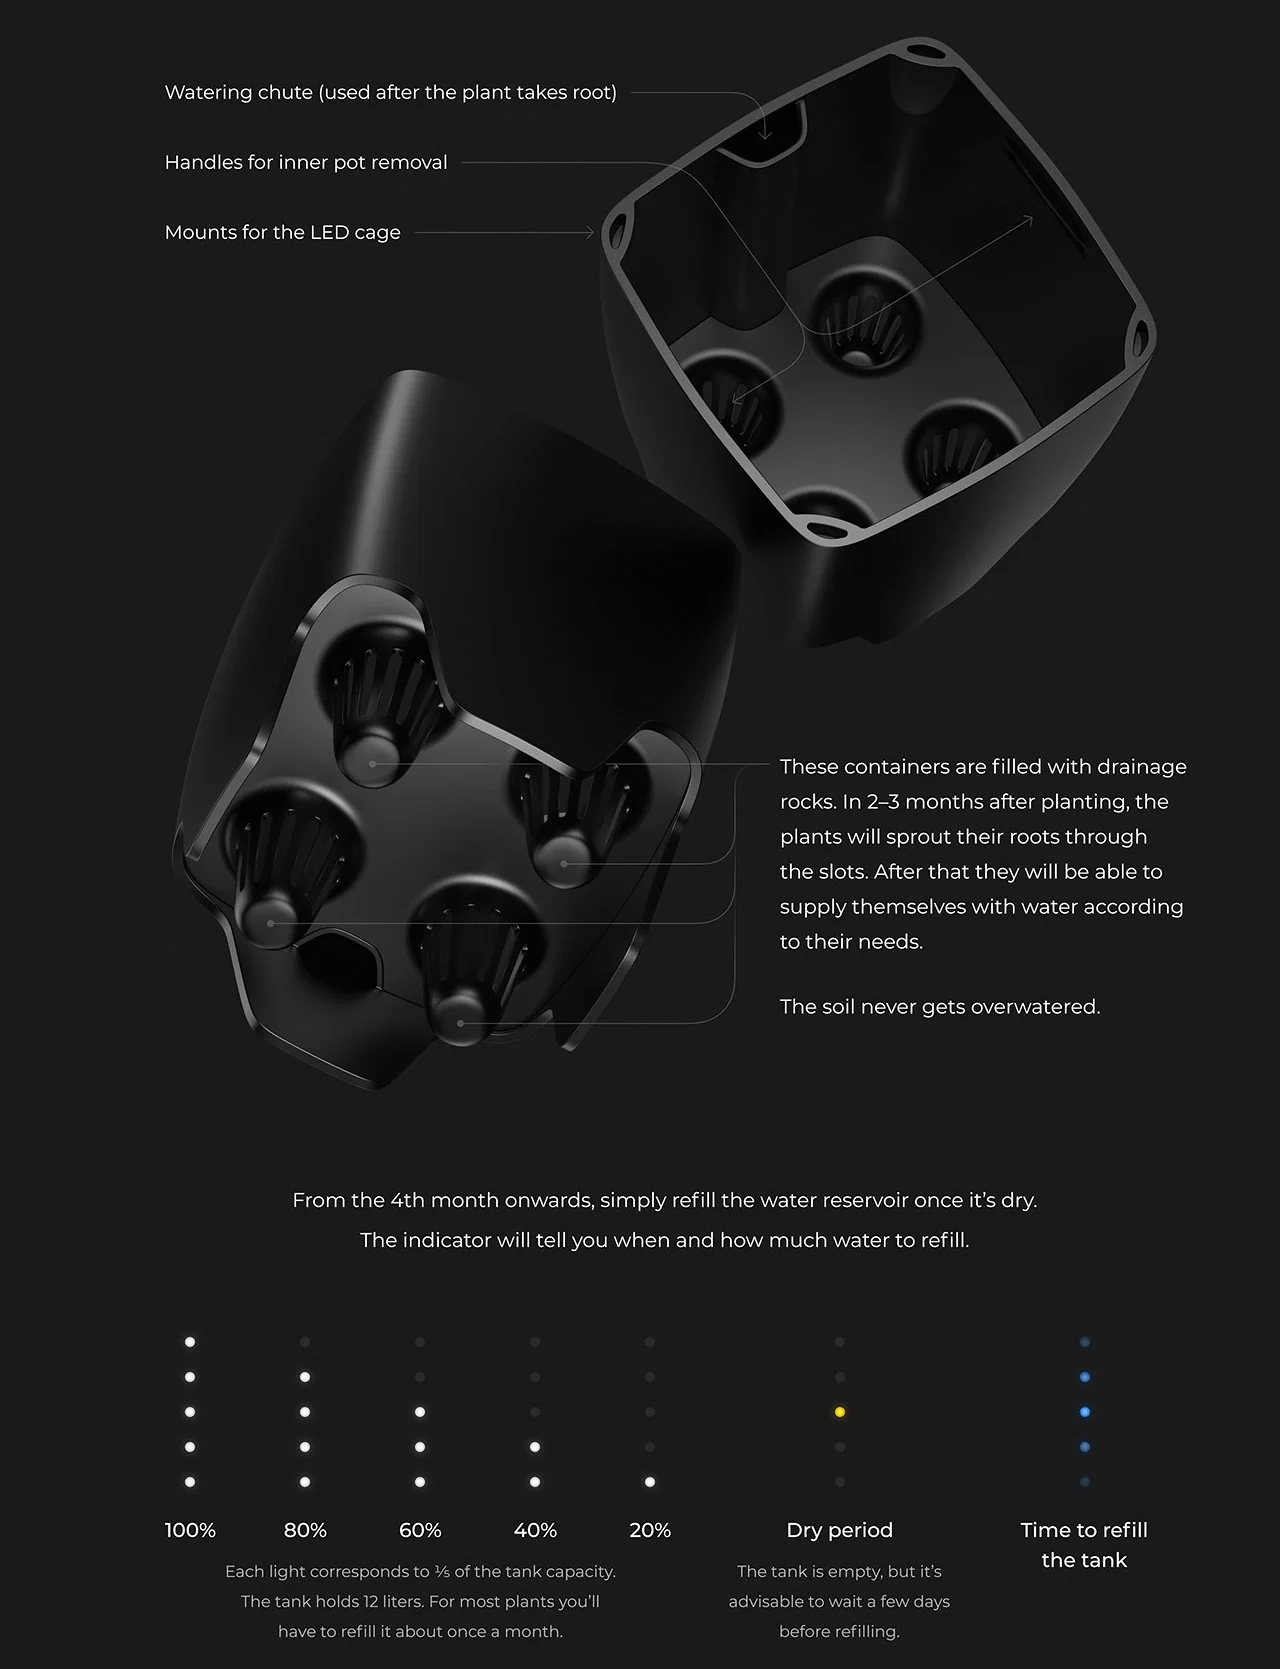 Watering chute (used after the plant takes root)
Handles for inner pot removal
Mounts for the LED cage
These containers are filled with drainage
rocks. In 2–3 months after planting, the
plants will sprout their roots through
the slots. After that they will be able to
supply themselves with water according
to their needs.
The soil never gets overwatered.
From the 4th month onwards, simply refill the water reservoir once it’s dry.
The indicator will tell you when and how much water to refill.
100% 80% 60% 40% 20%
Each light corresponds to ⅕ of the tank capacity.
The tank holds 12 liters. For most plants you’ll
have to refill it about once a month.
Dry period
The tank is empty, but it’s
advisable to wait a few days
before refilling.
Time to refill
the tank